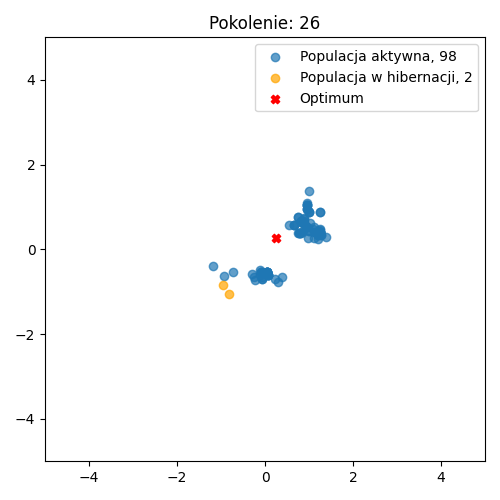 Pokolenie: 26
Populacja aktywna, 98
Populacja w hibernacji, 2
Optimum
4
2
0
−2
−4
−4 −2 0 2 4